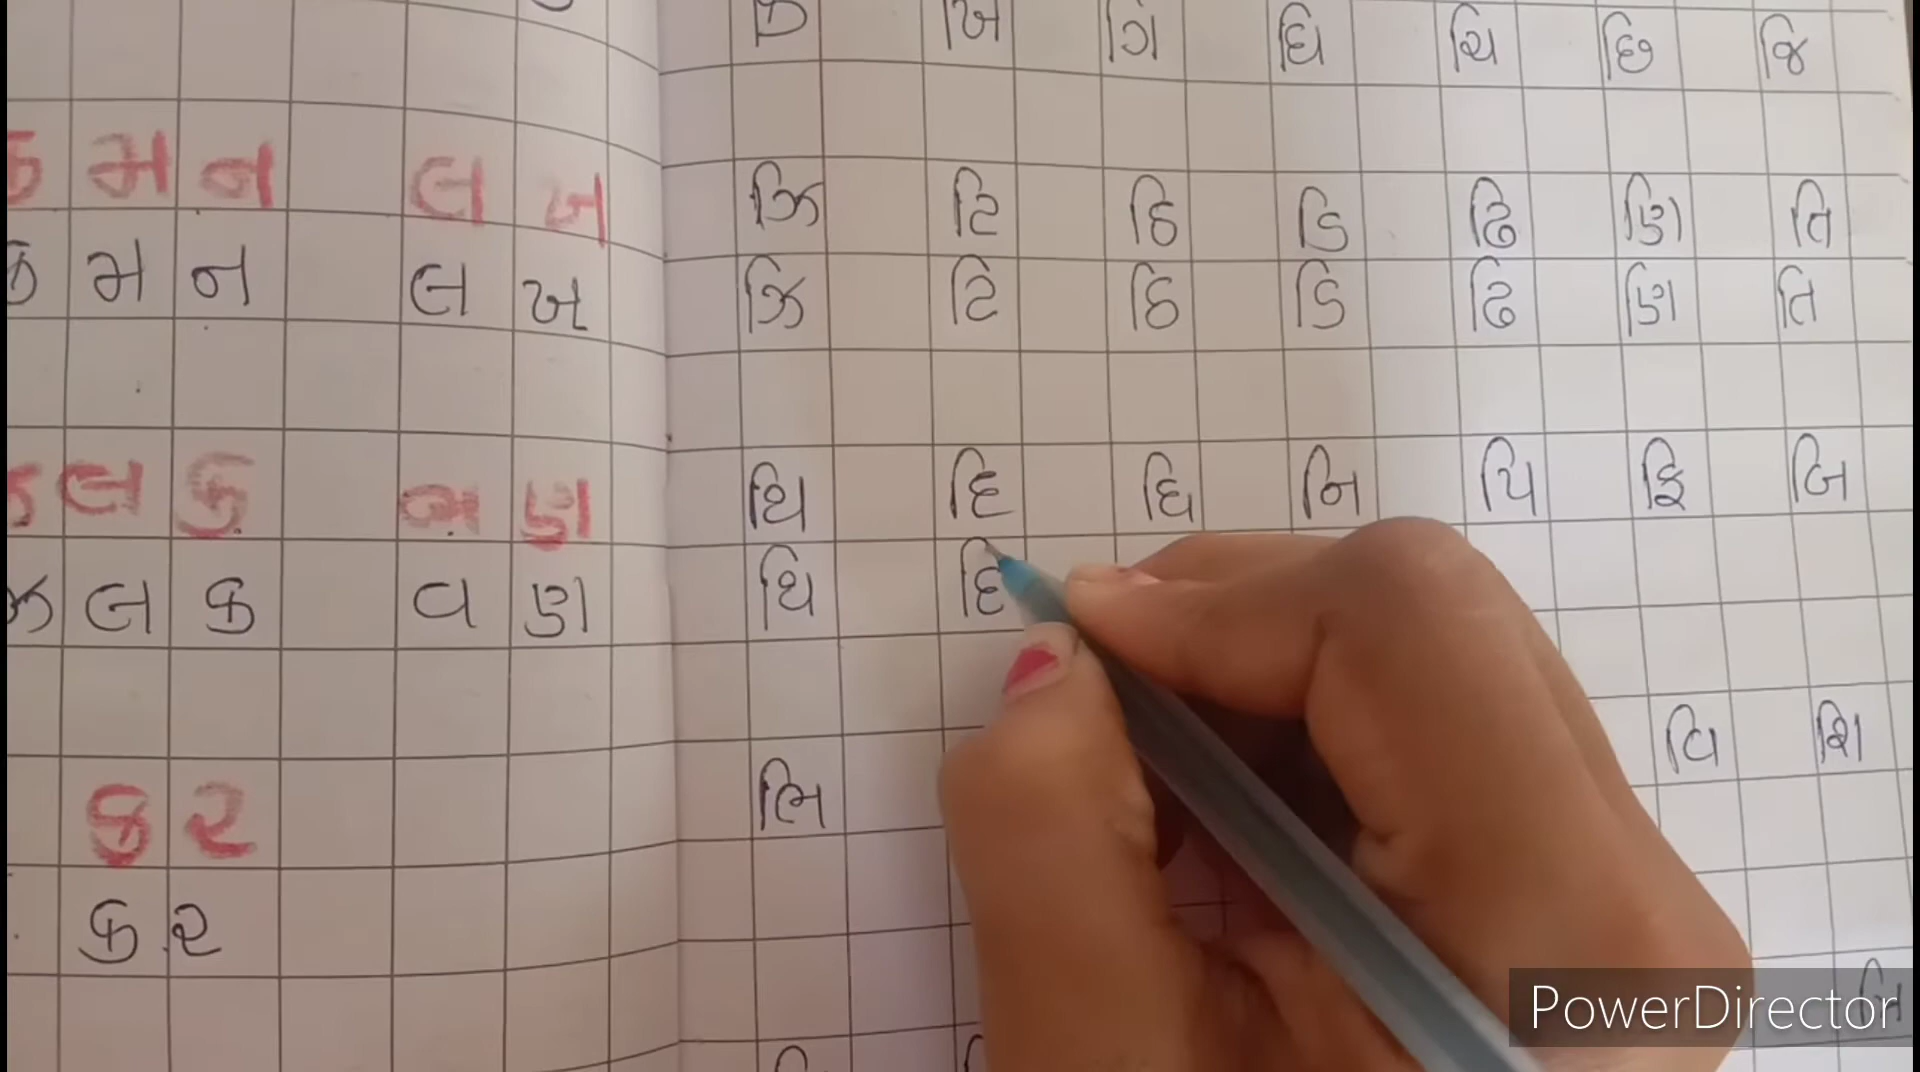 કિ ખિ ગિ ઘિ ચિ છિ જિ
ક મ ન લ ખ
ક મ ન લ ખ
ઝિ ટિ ઠિ ડિ ઢિ ણિ તિ
ઝિ ટિ ઠિ ડિ ઢિ ણિ તિ
લ ક વ ણ
લ ક વ ણ
થિ દિ ધિ નિ પિ ફિ બિ
થિ દિ
ક ર
ક ર
ભિ વિ શિ
PowerDirector